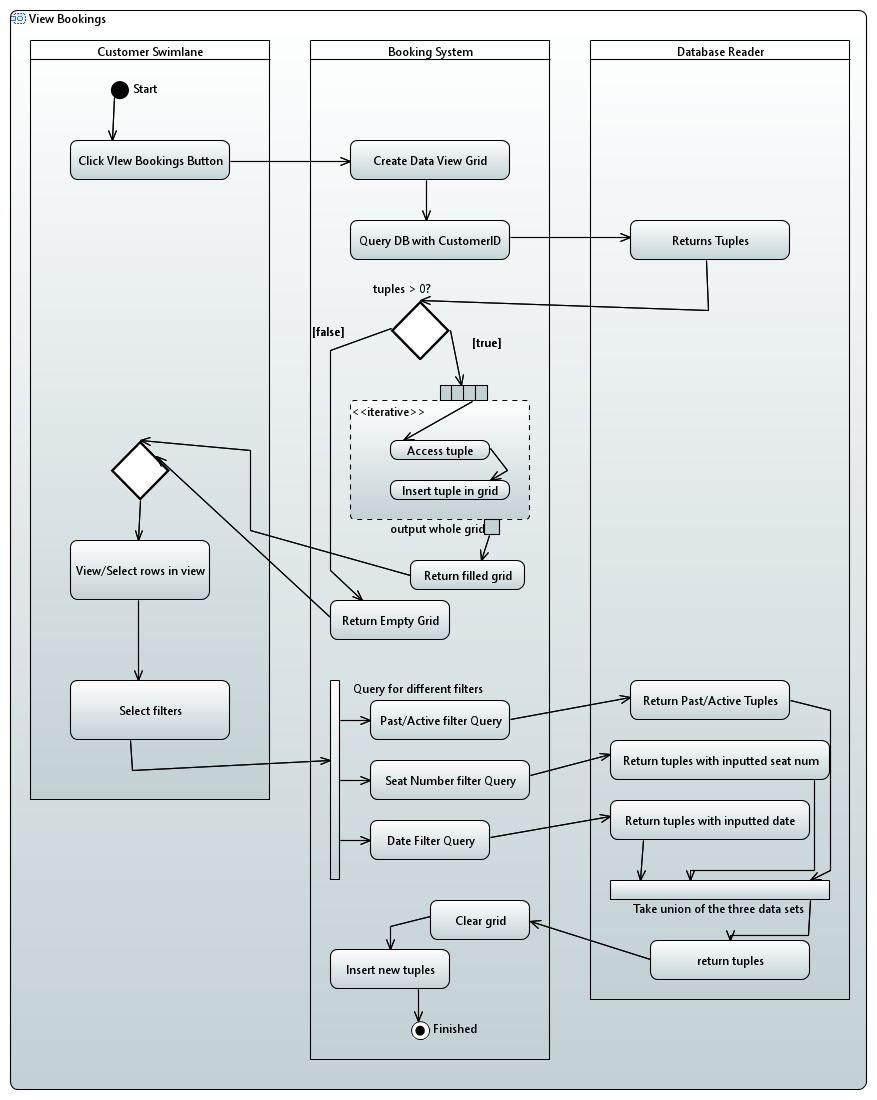 View Bookings
Customer Swimlane
Booking System
Database Reader
Start
Click VIew Bookings Button
Create Data View Grid
Query DB with CustomerID
Returns Tuples
tuples > 0?
[false]
[true]
<<iterative>>
Access tuple
Insert tuple in grid
output whole grid
View/Select rows in view
Return filled grid
Return Empty Grid
Select filters
Query for different filters
Past/Active filter Query
Return Past/Active Tuples
Seat Number filter Query
Return tuples with inputted seat num
Date Filter Query
Return tuples with inputted date
Take union of the three data sets
Clear grid
Insert new tuples
return tuples
Finished